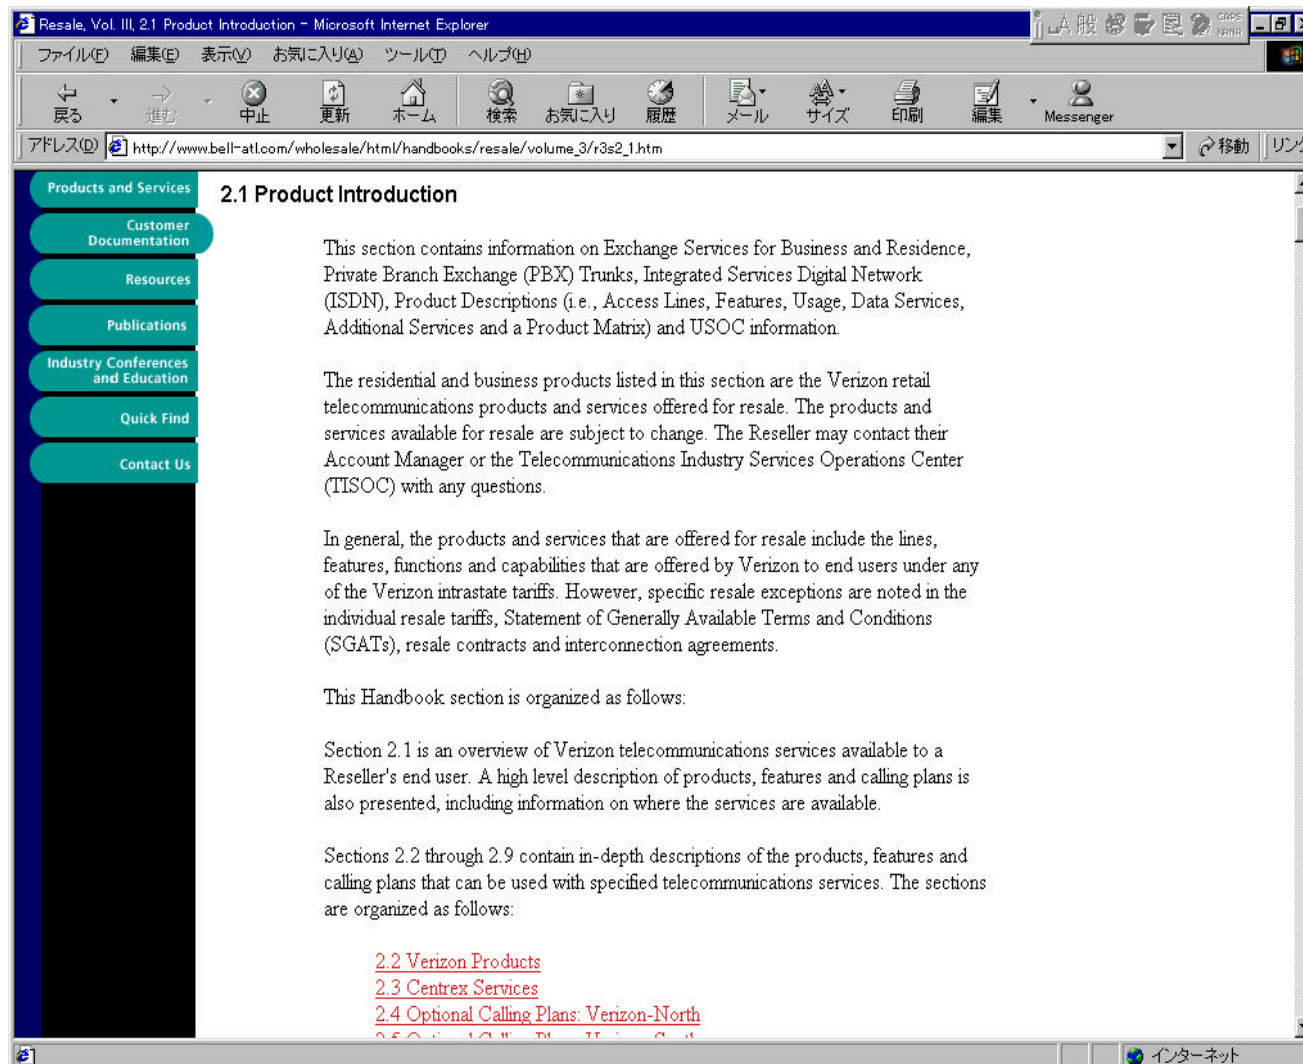 Resale, Vol. III, 2.1 Product Introduction - Microsoft Internet Explorer
A般
CAPS
KANA
ファイル(F) 編集(E) 表示(V) お気に入り(A) ツール(T) ヘルプ(H)
戻る 進む 中止 更新 ホーム 検索 お気に入り 履歴 メール サイズ 印刷 編集 Messenger
アドレス(D) http://www.bell-atl.com/wholesale/html/handbooks/resale/volume_3/r3s2_1.htm 移動 リンク
Products and Services
Customer
Documentation
Resources
Publications
Industry Conferences
and Education
Quick Find
Contact Us
2.1 Product Introduction
This section contains information on Exchange Services for Business and Residence,
Private Branch Exchange (PBX) Trunks, Integrated Services Digital Network
(ISDN), Product Descriptions (i.e., Access Lines, Features, Usage, Data Services,
Additional Services and a Product Matrix) and USOC information.
The residential and business products listed in this section are the Verizon retail
telecommunications products and services offered for resale. The products and
services available for resale are subject to change. The Reseller may contact their
Account Manager or the Telecommunications Industry Services Operations Center
(TISOC) with any questions.
In general, the products and services that are offered for resale include the lines,
features, functions and capabilities that are offered by Verizon to end users under any
of the Verizon intrastate tariffs. However, specific resale exceptions are noted in the
individual resale tariffs, Statement of Generally Available Terms and Conditions
(SGATs), resale contracts and interconnection agreements.
This Handbook section is organized as follows:
Section 2.1 is an overview of Verizon telecommunications services available to a
Reseller's end user. A high level description of products, features and calling plans is
also presented, including information on where the services are available.
Sections 2.2 through 2.9 contain in-depth descriptions of the products, features and
calling plans that can be used with specified telecommunications services. The sections
are organized as follows:
2.2 Verizon Products
2.3 Centrex Services
2.4 Optional Calling Plans: Verizon-North
インターネット